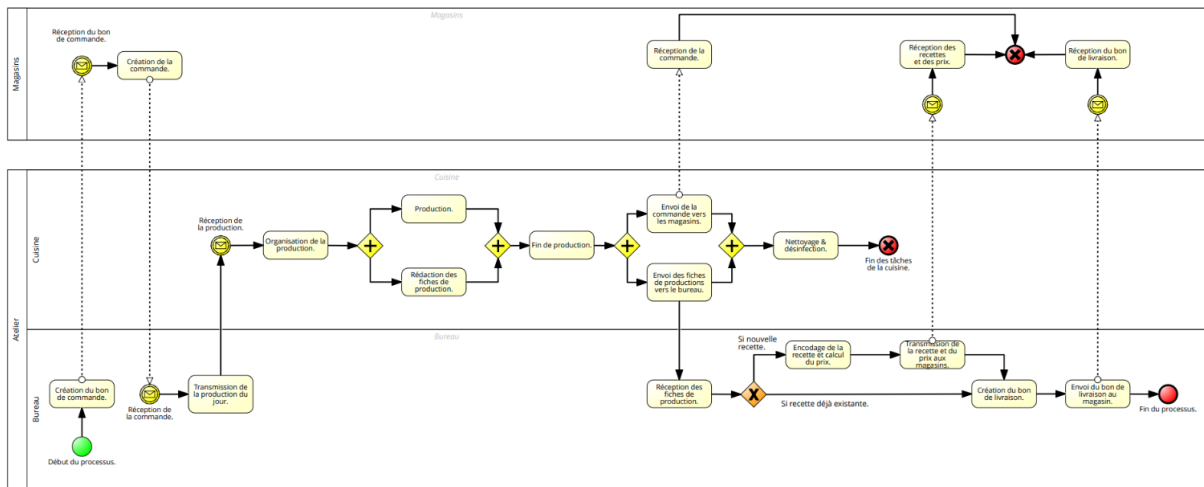 Magasins
Magasins
Réception du bon
de commande.
Création de la
commande.
Réception de la
commande.
Réception des
recettes
et des prix.
Réception du bon
de livraison.
Atelier
Cuisine
Cuisine
Réception de
la production.
Organisation de la
production.
Production.
Rédaction des
fiches de
production.
Fin de production.
Envoi de la
commande vers
les magasins.
Envoi des fiches
de productions
vers le bureau.
Nettoyage &
désinfection.
Fin des tâches
de la cuisine.
Bureau
Bureau
Création du bon
de commande.
Début du processus.
Réception de
la commande.
Transmission de
la production du
jour.
Réception des
fiches de
production.
Si nouvelle
recette.
Encodage de la
recette et calcul
du prix.
Transmission de
la recette et du
prix aux
magasins.
Si recette déjà existante.
Création du bon
de livraison.
Envoi du bon de
livraison au
magasin.
Fin du processus.